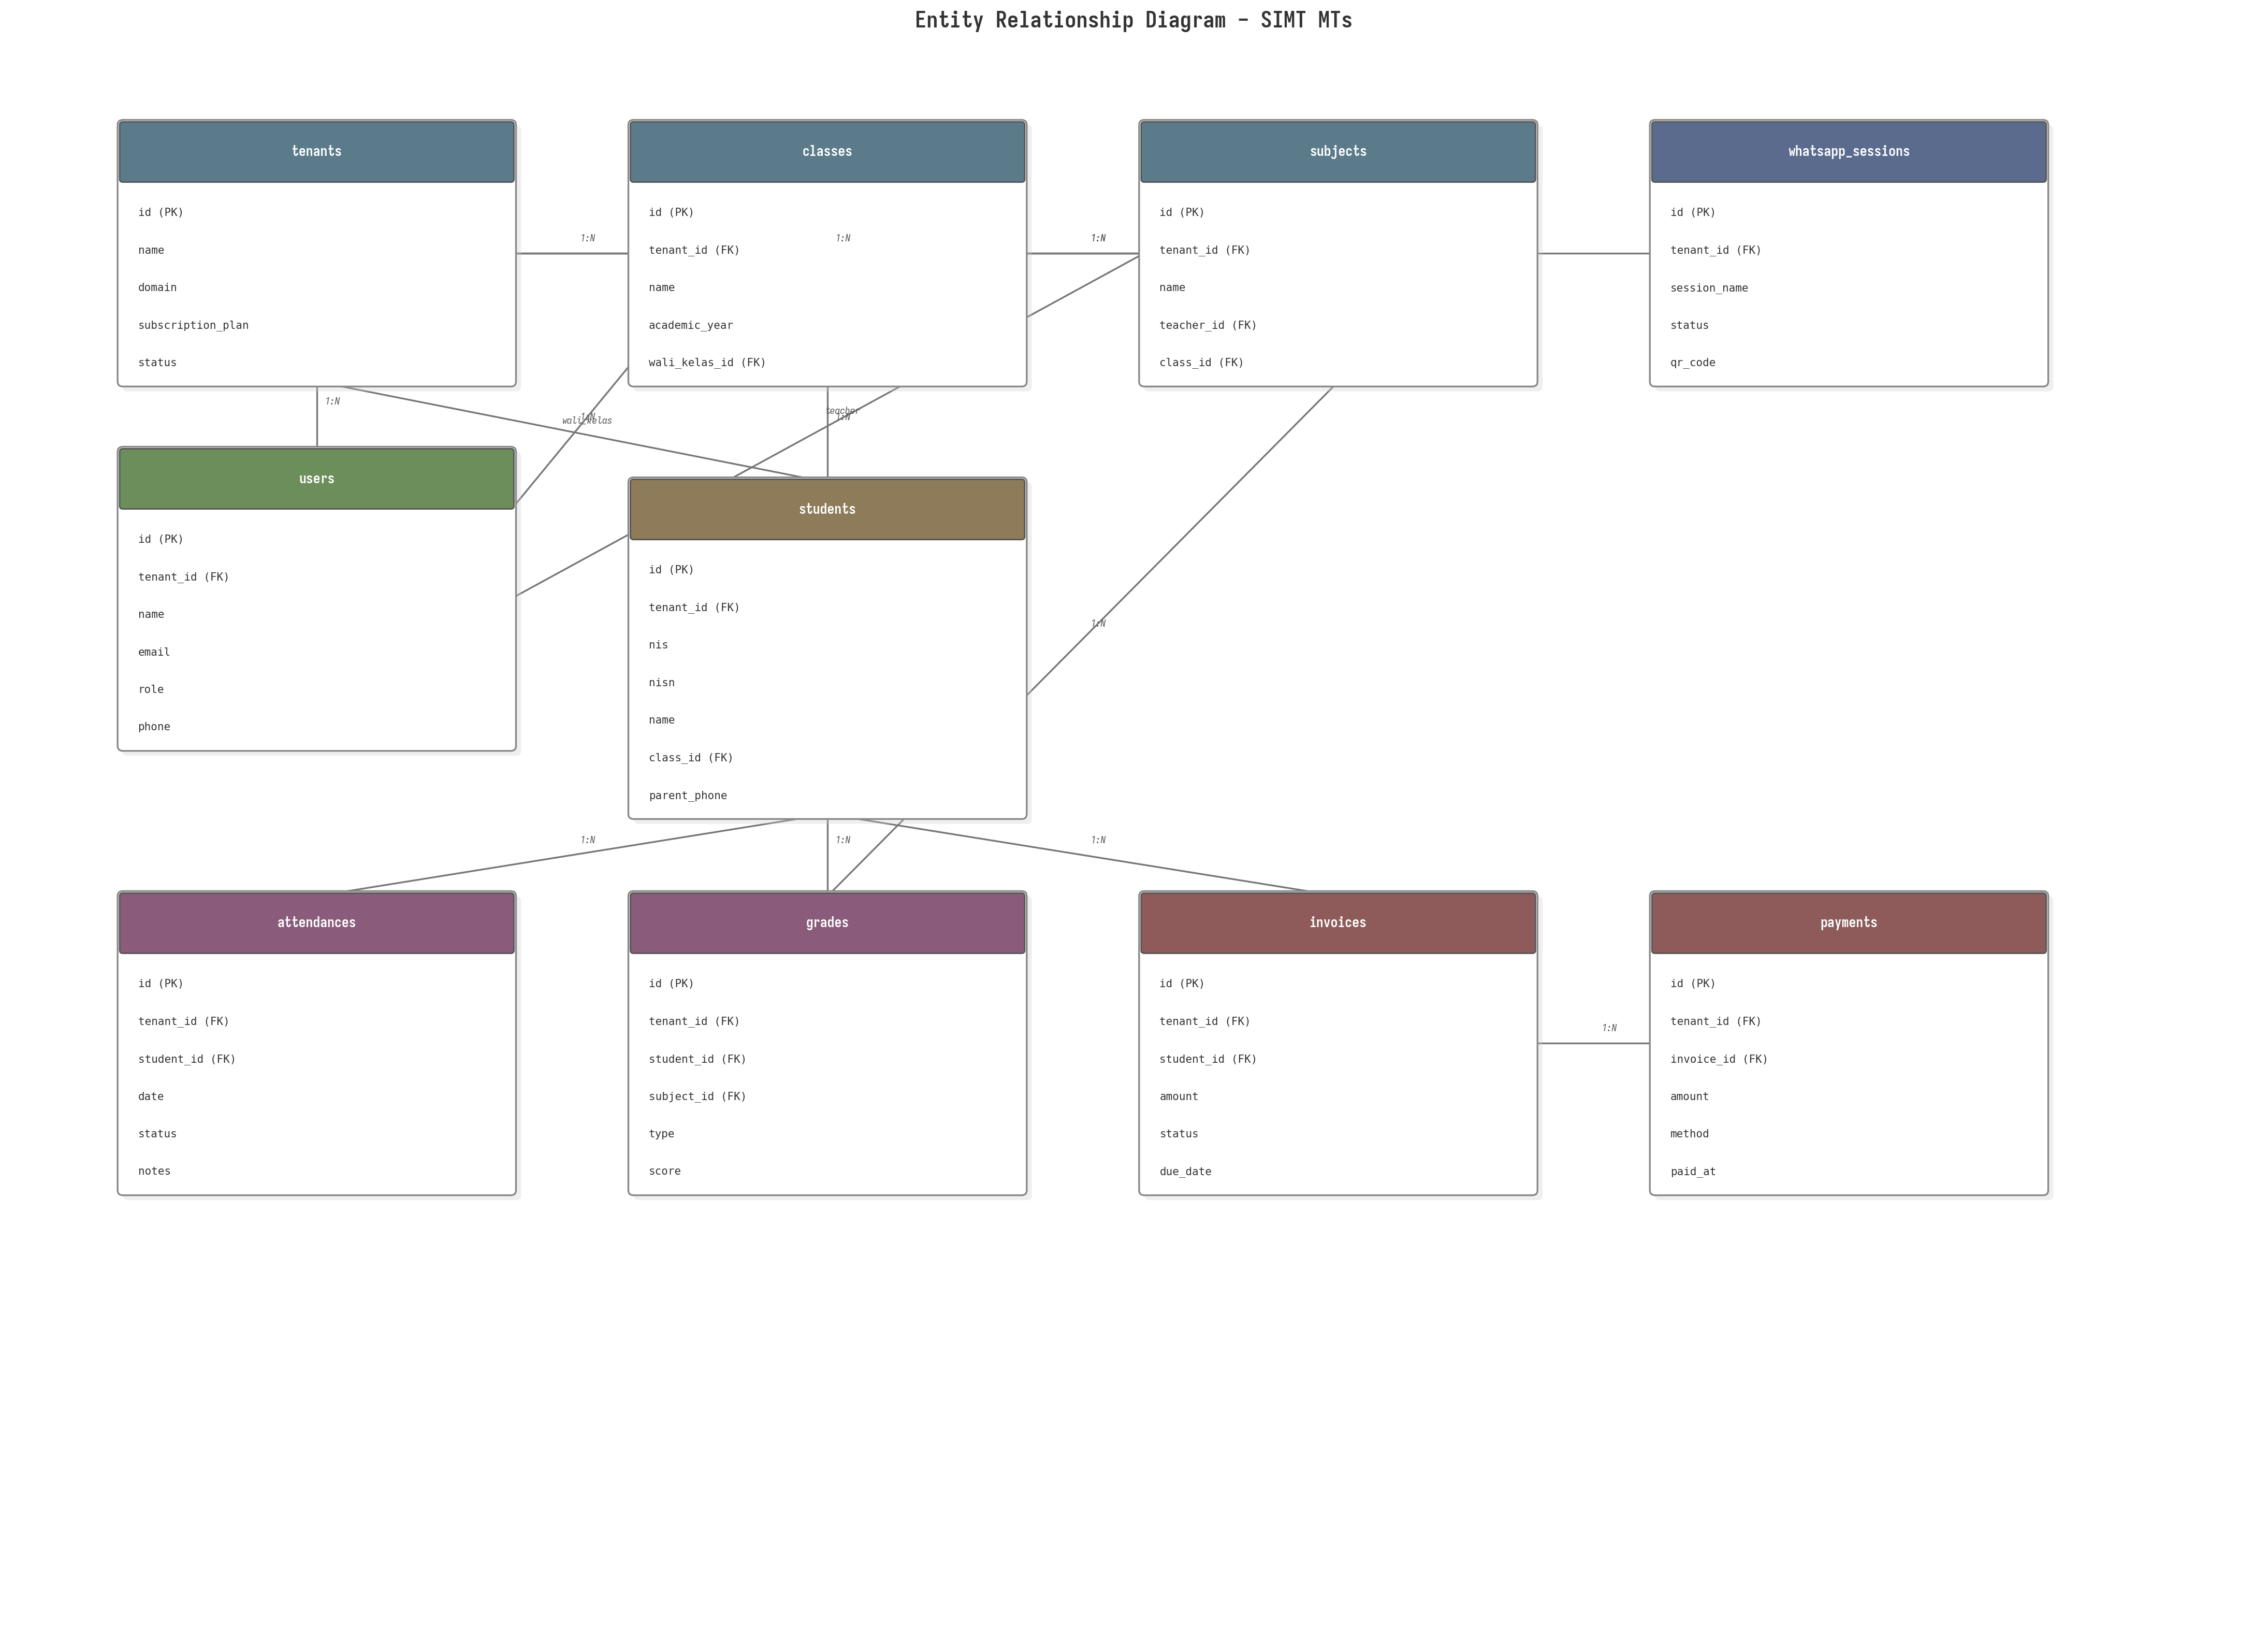 Entity Relationship Diagram - SIMT MTs
tenants
id (PK)
name
domain
subscription_plan
status
classes
id (PK)
tenant_id (FK)
name
academic_year
wali_kelas_id (FK)
subjects
id (PK)
tenant_id (FK)
name
teacher_id (FK)
class_id (FK)
whatsapp_sessions
id (PK)
tenant_id (FK)
session_name
status
qr_code
1:N
1:N
1:N
1:N
1:N
wali_kelas
teacher
1:N
users
id (PK)
tenant_id (FK)
name
email
role
phone
students
id (PK)
tenant_id (FK)
nis
nisn
name
class_id (FK)
parent_phone
1:N
1:N
1:N
1:N
attendances
id (PK)
tenant_id (FK)
student_id (FK)
date
status
notes
grades
id (PK)
tenant_id (FK)
student_id (FK)
subject_id (FK)
type
score
invoices
id (PK)
tenant_id (FK)
student_id (FK)
amount
status
due_date
1:N
payments
id (PK)
tenant_id (FK)
invoice_id (FK)
amount
method
paid_at